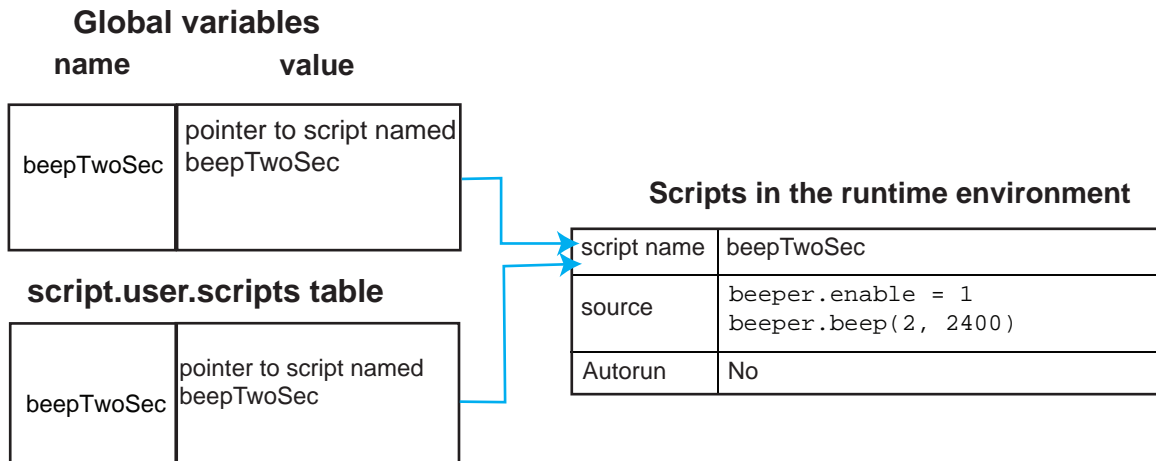 Global variables
name value
beepTwoSec
pointer to script named
beepTwoSec
script.user.scripts table
beepTwoSec
pointer to script named
beepTwoSec
Scripts in the runtime environment
script name beepTwoSec
source
beeper.enable = 1
beeper.beep(2, 2400)
Autorun No